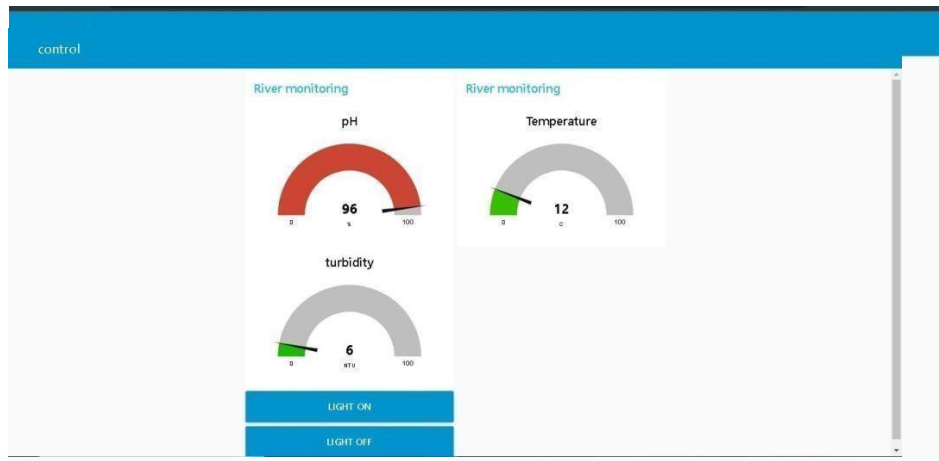 control
River monitoring
pH
96
%
0
100
turbidity
6
NTU
0
100
LIGHT ON
LIGHT OFF
River monitoring
Temperature
12
C
0
100